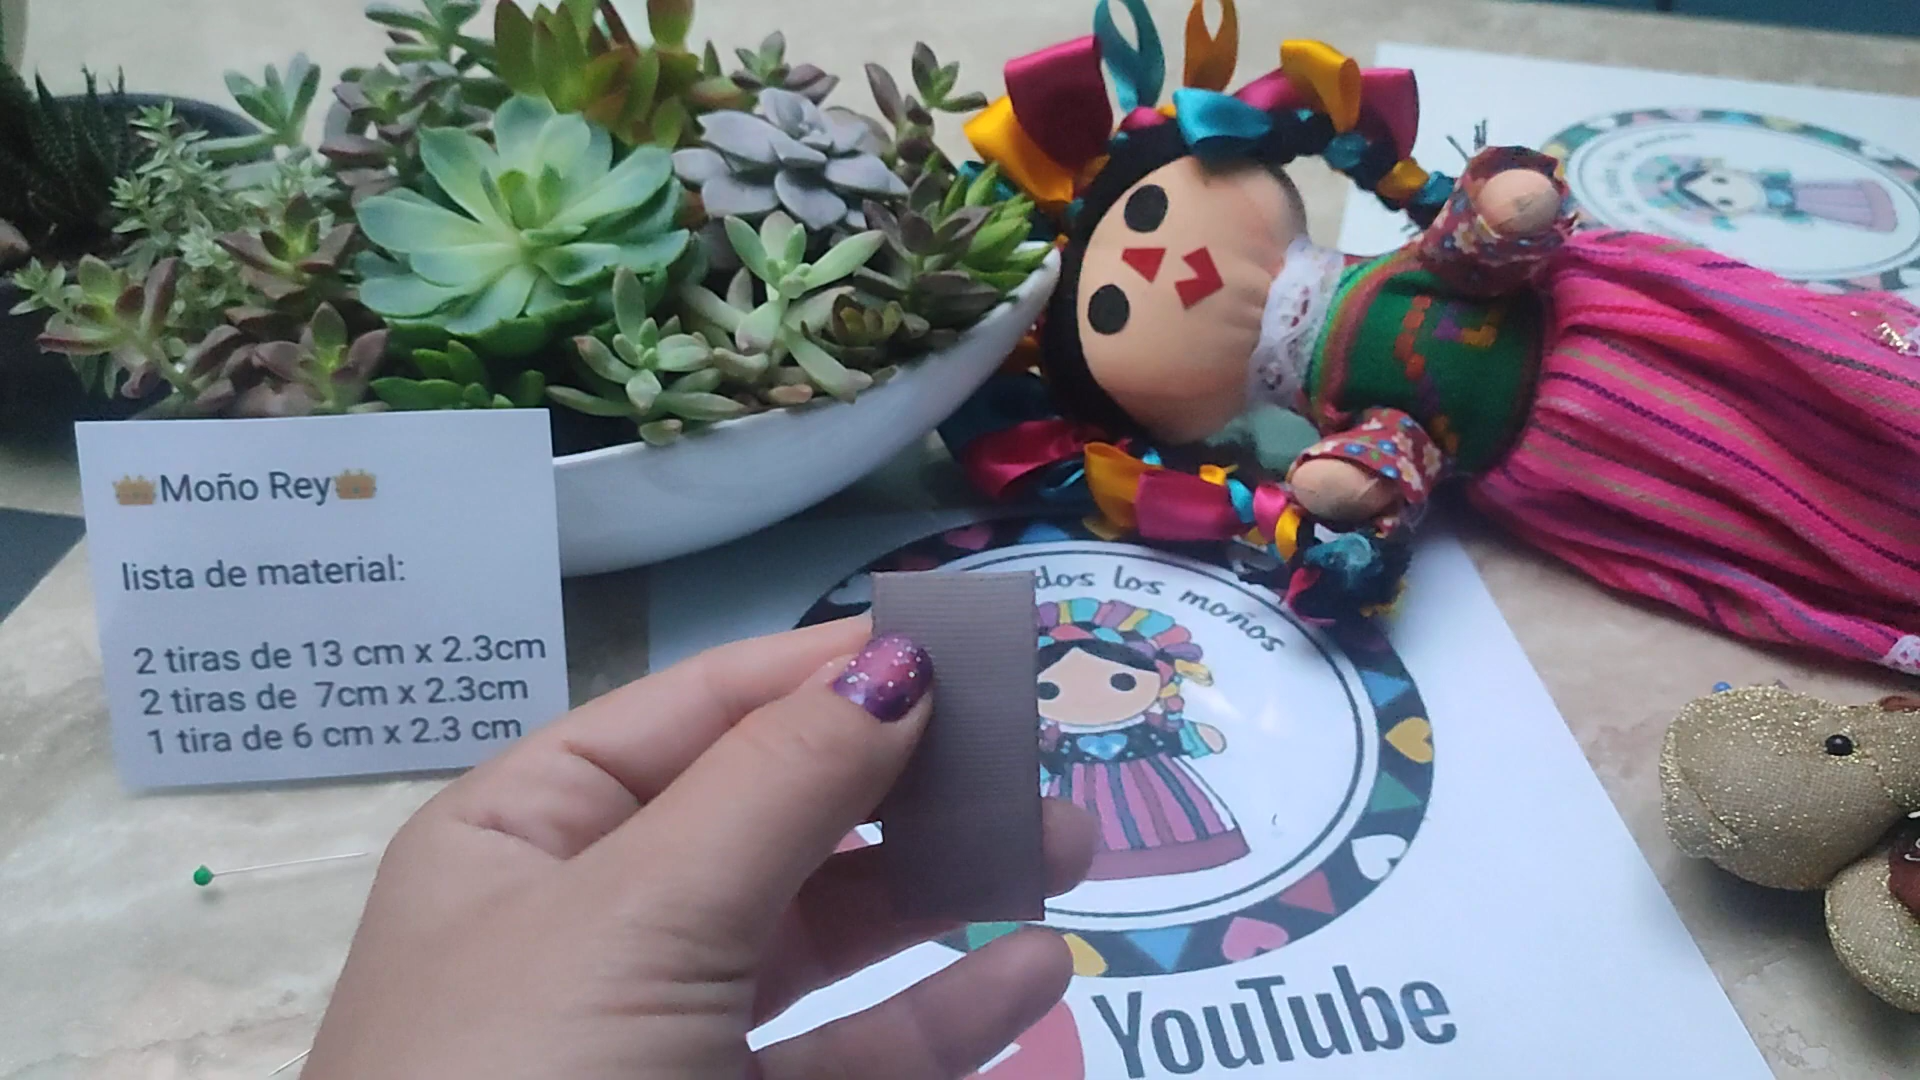 👑Moño Rey👑
lista de material:
2 tiras de 13 cm x 2.3cm
2 tiras de 7cm x 2.3cm
1 tira de 6 cm x 2.3 cm
dos los moños
YouTube